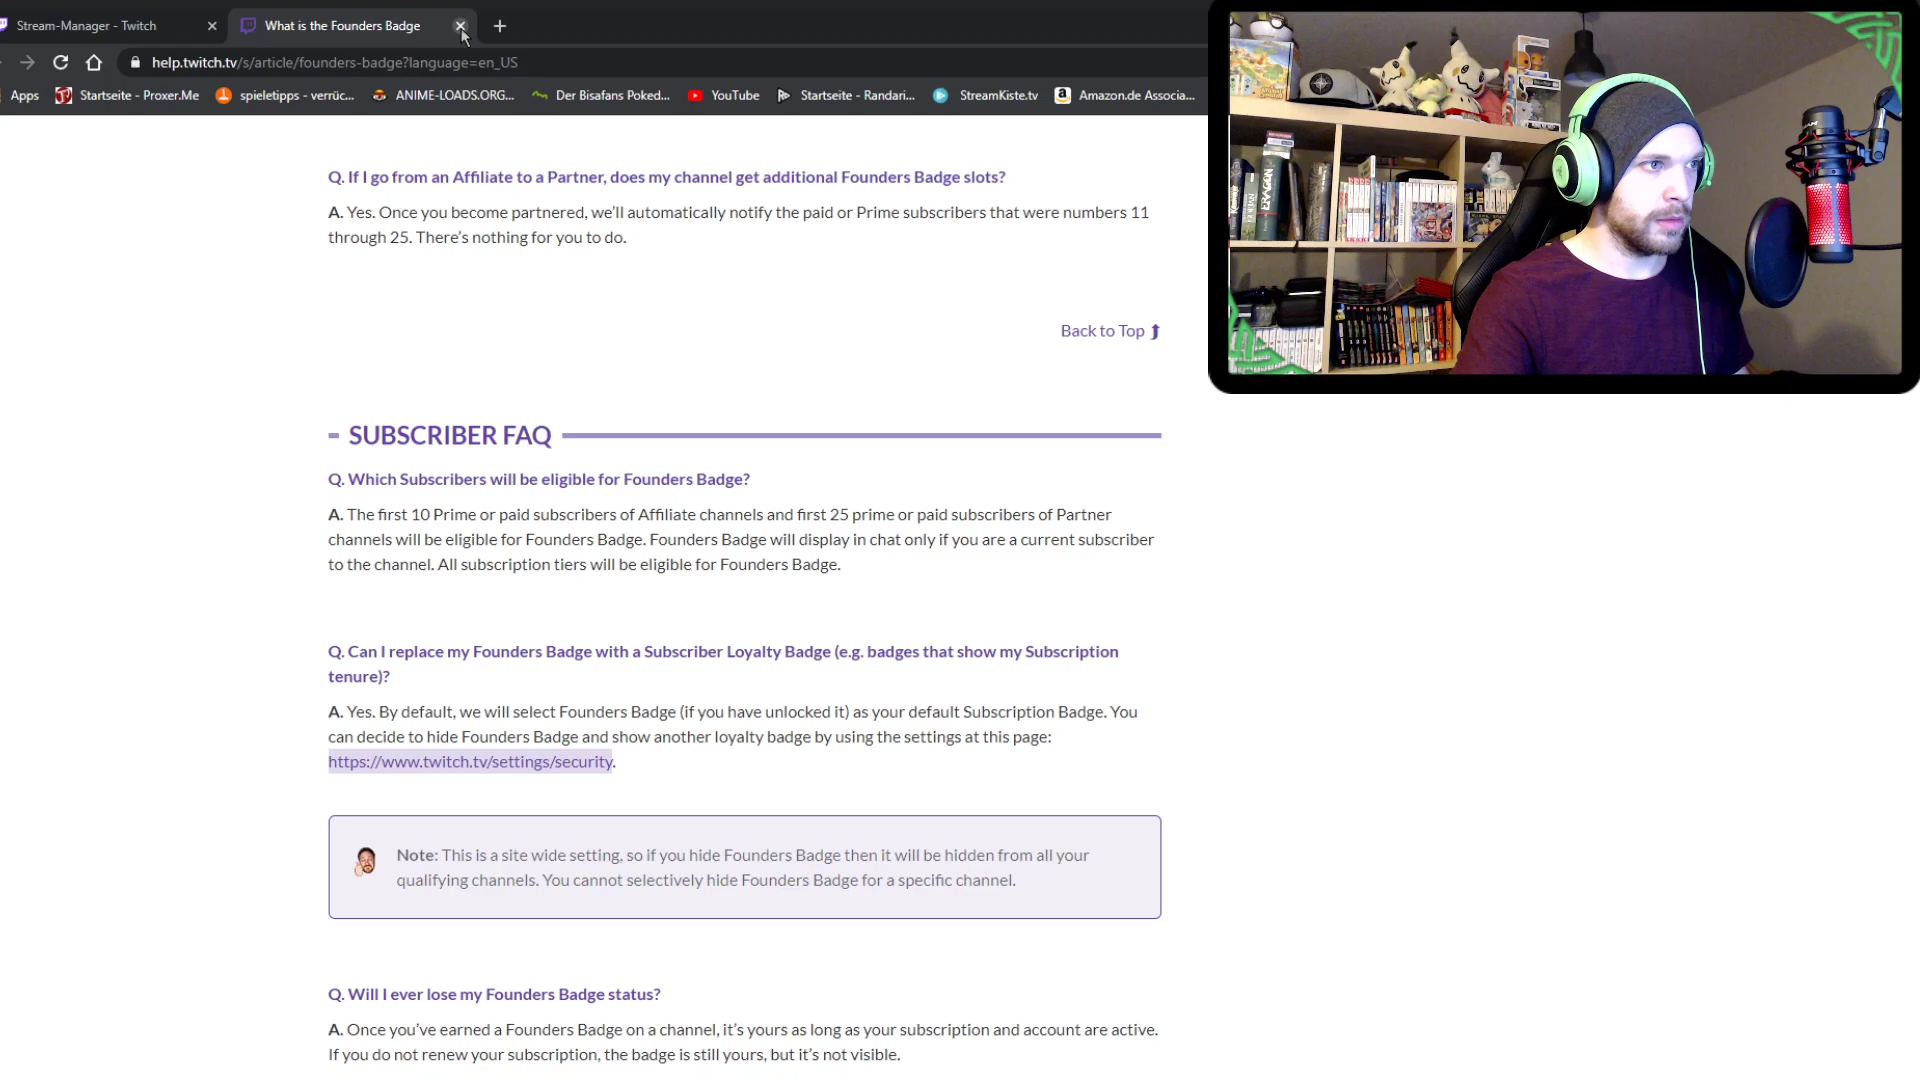 Stream-Manager - Twitch
What is the Founders Badge
help.twitch.tv/s/article/founders-badge?language=en_US
Apps
Startseite - Proxer.Me
spieletipps - verrüc...
ANIME-LOADS.ORG...
Der Bisafans Poked...
YouTube
Startseite - Randari...
StreamKiste.tv
Amazon.de Associa...
Q. If I go from an Affiliate to a Partner, does my channel get additional Founders Badge slots?
A. Yes. Once you become partnered, we’ll automatically notify the paid or Prime subscribers that were numbers 11
through 25. There’s nothing for you to do.
Back to Top
SUBSCRIBER FAQ
Q. Which Subscribers will be eligible for Founders Badge?
A. The first 10 Prime or paid subscribers of Affiliate channels and first 25 prime or paid subscribers of Partner
channels will be eligible for Founders Badge. Founders Badge will display in chat only if you are a current subscriber
to the channel. All subscription tiers will be eligible for Founders Badge.
Q. Can I replace my Founders Badge with a Subscriber Loyalty Badge (e.g. badges that show my Subscription
tenure)?
A. Yes. By default, we will select Founders Badge (if you have unlocked it) as your default Subscription Badge. You
can decide to hide Founders Badge and show another loyalty badge by using the settings at this page:
https://www.twitch.tv/settings/security.
Note: This is a site wide setting, so if you hide Founders Badge then it will be hidden from all your
qualifying channels. You cannot selectively hide Founders Badge for a specific channel.
Q. Will I ever lose my Founders Badge status?
A. Once you’ve earned a Founders Badge on a channel, it’s yours as long as your subscription and account are active.
If you do not renew your subscription, the badge is still yours, but it’s not visible.
ERAGON